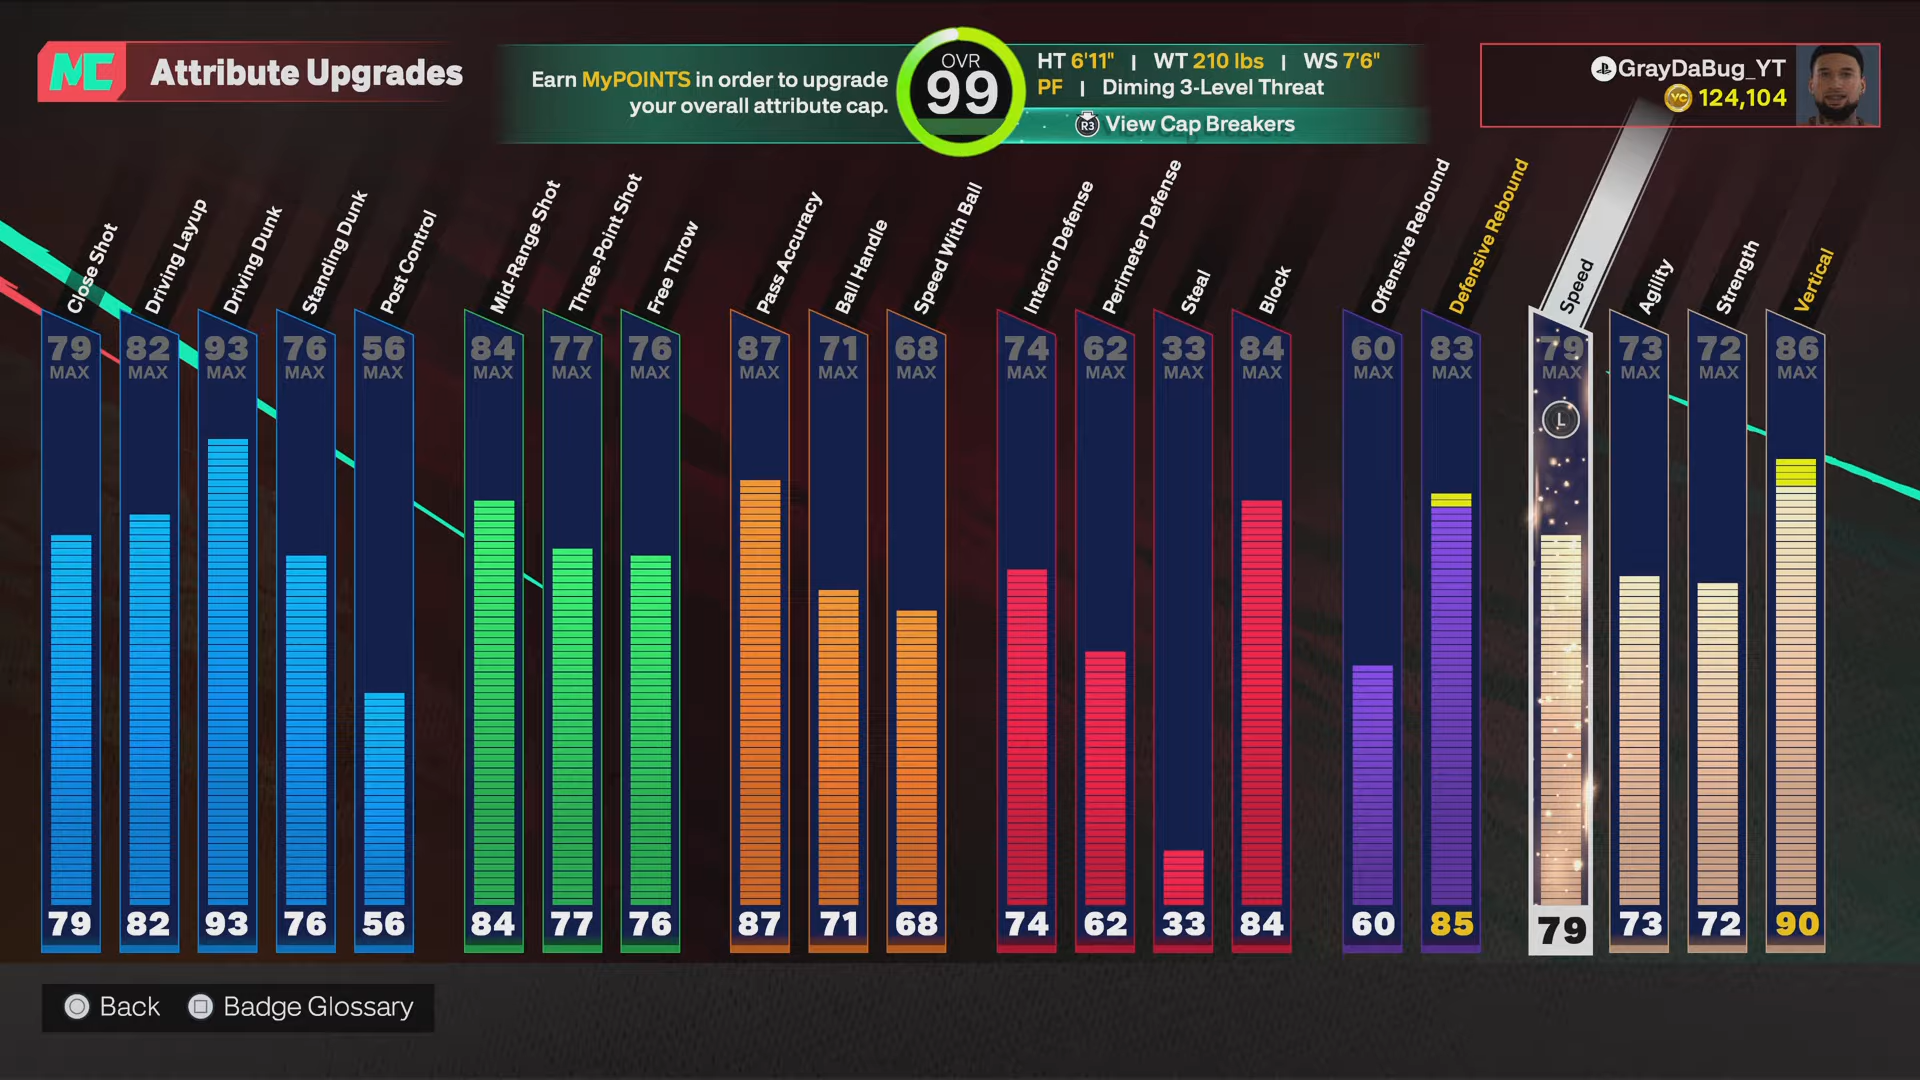 MC Attribute Upgrades
Earn MyPOINTS in order to upgrade
your overall attribute cap.
OVR
99
HT 6'11" | WT 210 lbs | WS 7'6"
PF | Diming 3-Level Threat
R3 View Cap Breakers
GrayDaBug_YT
VC 124,104
Close Shot
Driving Layup
Driving Dunk
Standing Dunk
Post Control
Mid-Range Shot
Three-Point Shot
Free Throw
Pass Accuracy
Ball Handle
Speed With Ball
Interior Defense
Perimeter Defense
Steal
Block
Offensive Rebound
Defensive Rebound
Speed
Agility
Strength
Vertical
79 82 93 76 56 84 77 76 87 71 68 74 62 33 84 60 83 79 73 72 86
MAX MAX MAX MAX MAX MAX MAX MAX MAX MAX MAX MAX MAX MAX MAX MAX MAX MAX MAX MAX MAX
L
79 82 93 76 56 84 77 76 87 71 68 74 62 33 84 60 85 79 73 72 90
Back Badge Glossary